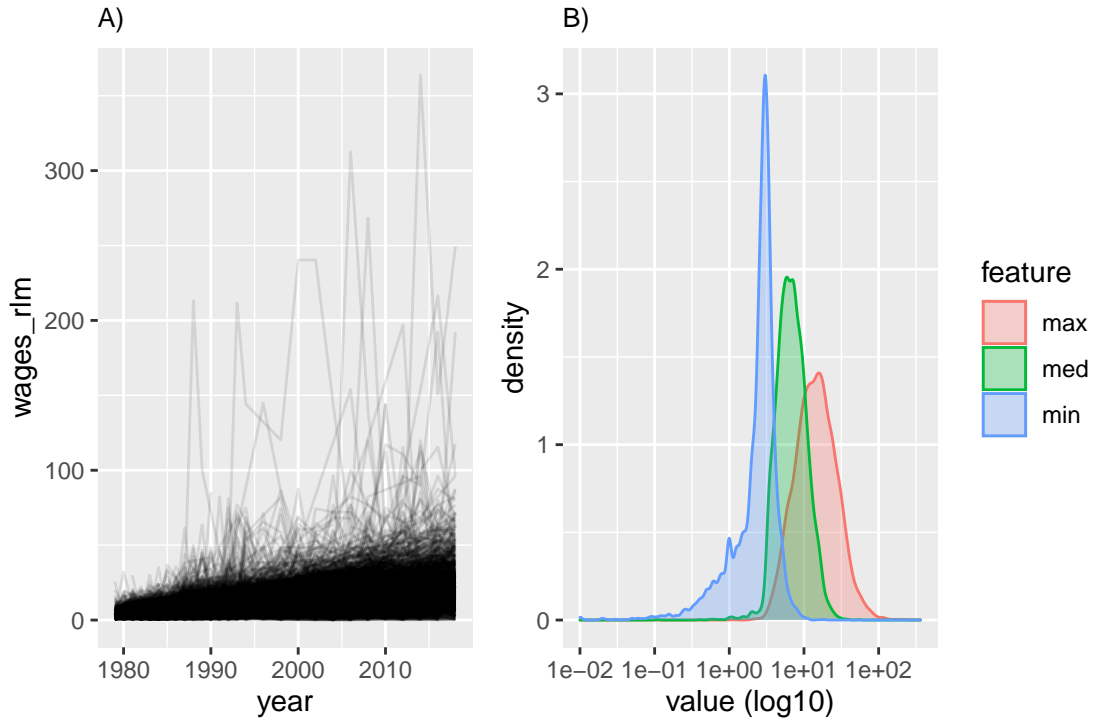 A)
wages_rlm
300
200
100
0
1980
1990
2000
2010
year
B)
density
3
2
1
0
1e−02
1e−01
1e+00
1e+01
1e+02
value (log10)
feature
max
med
min